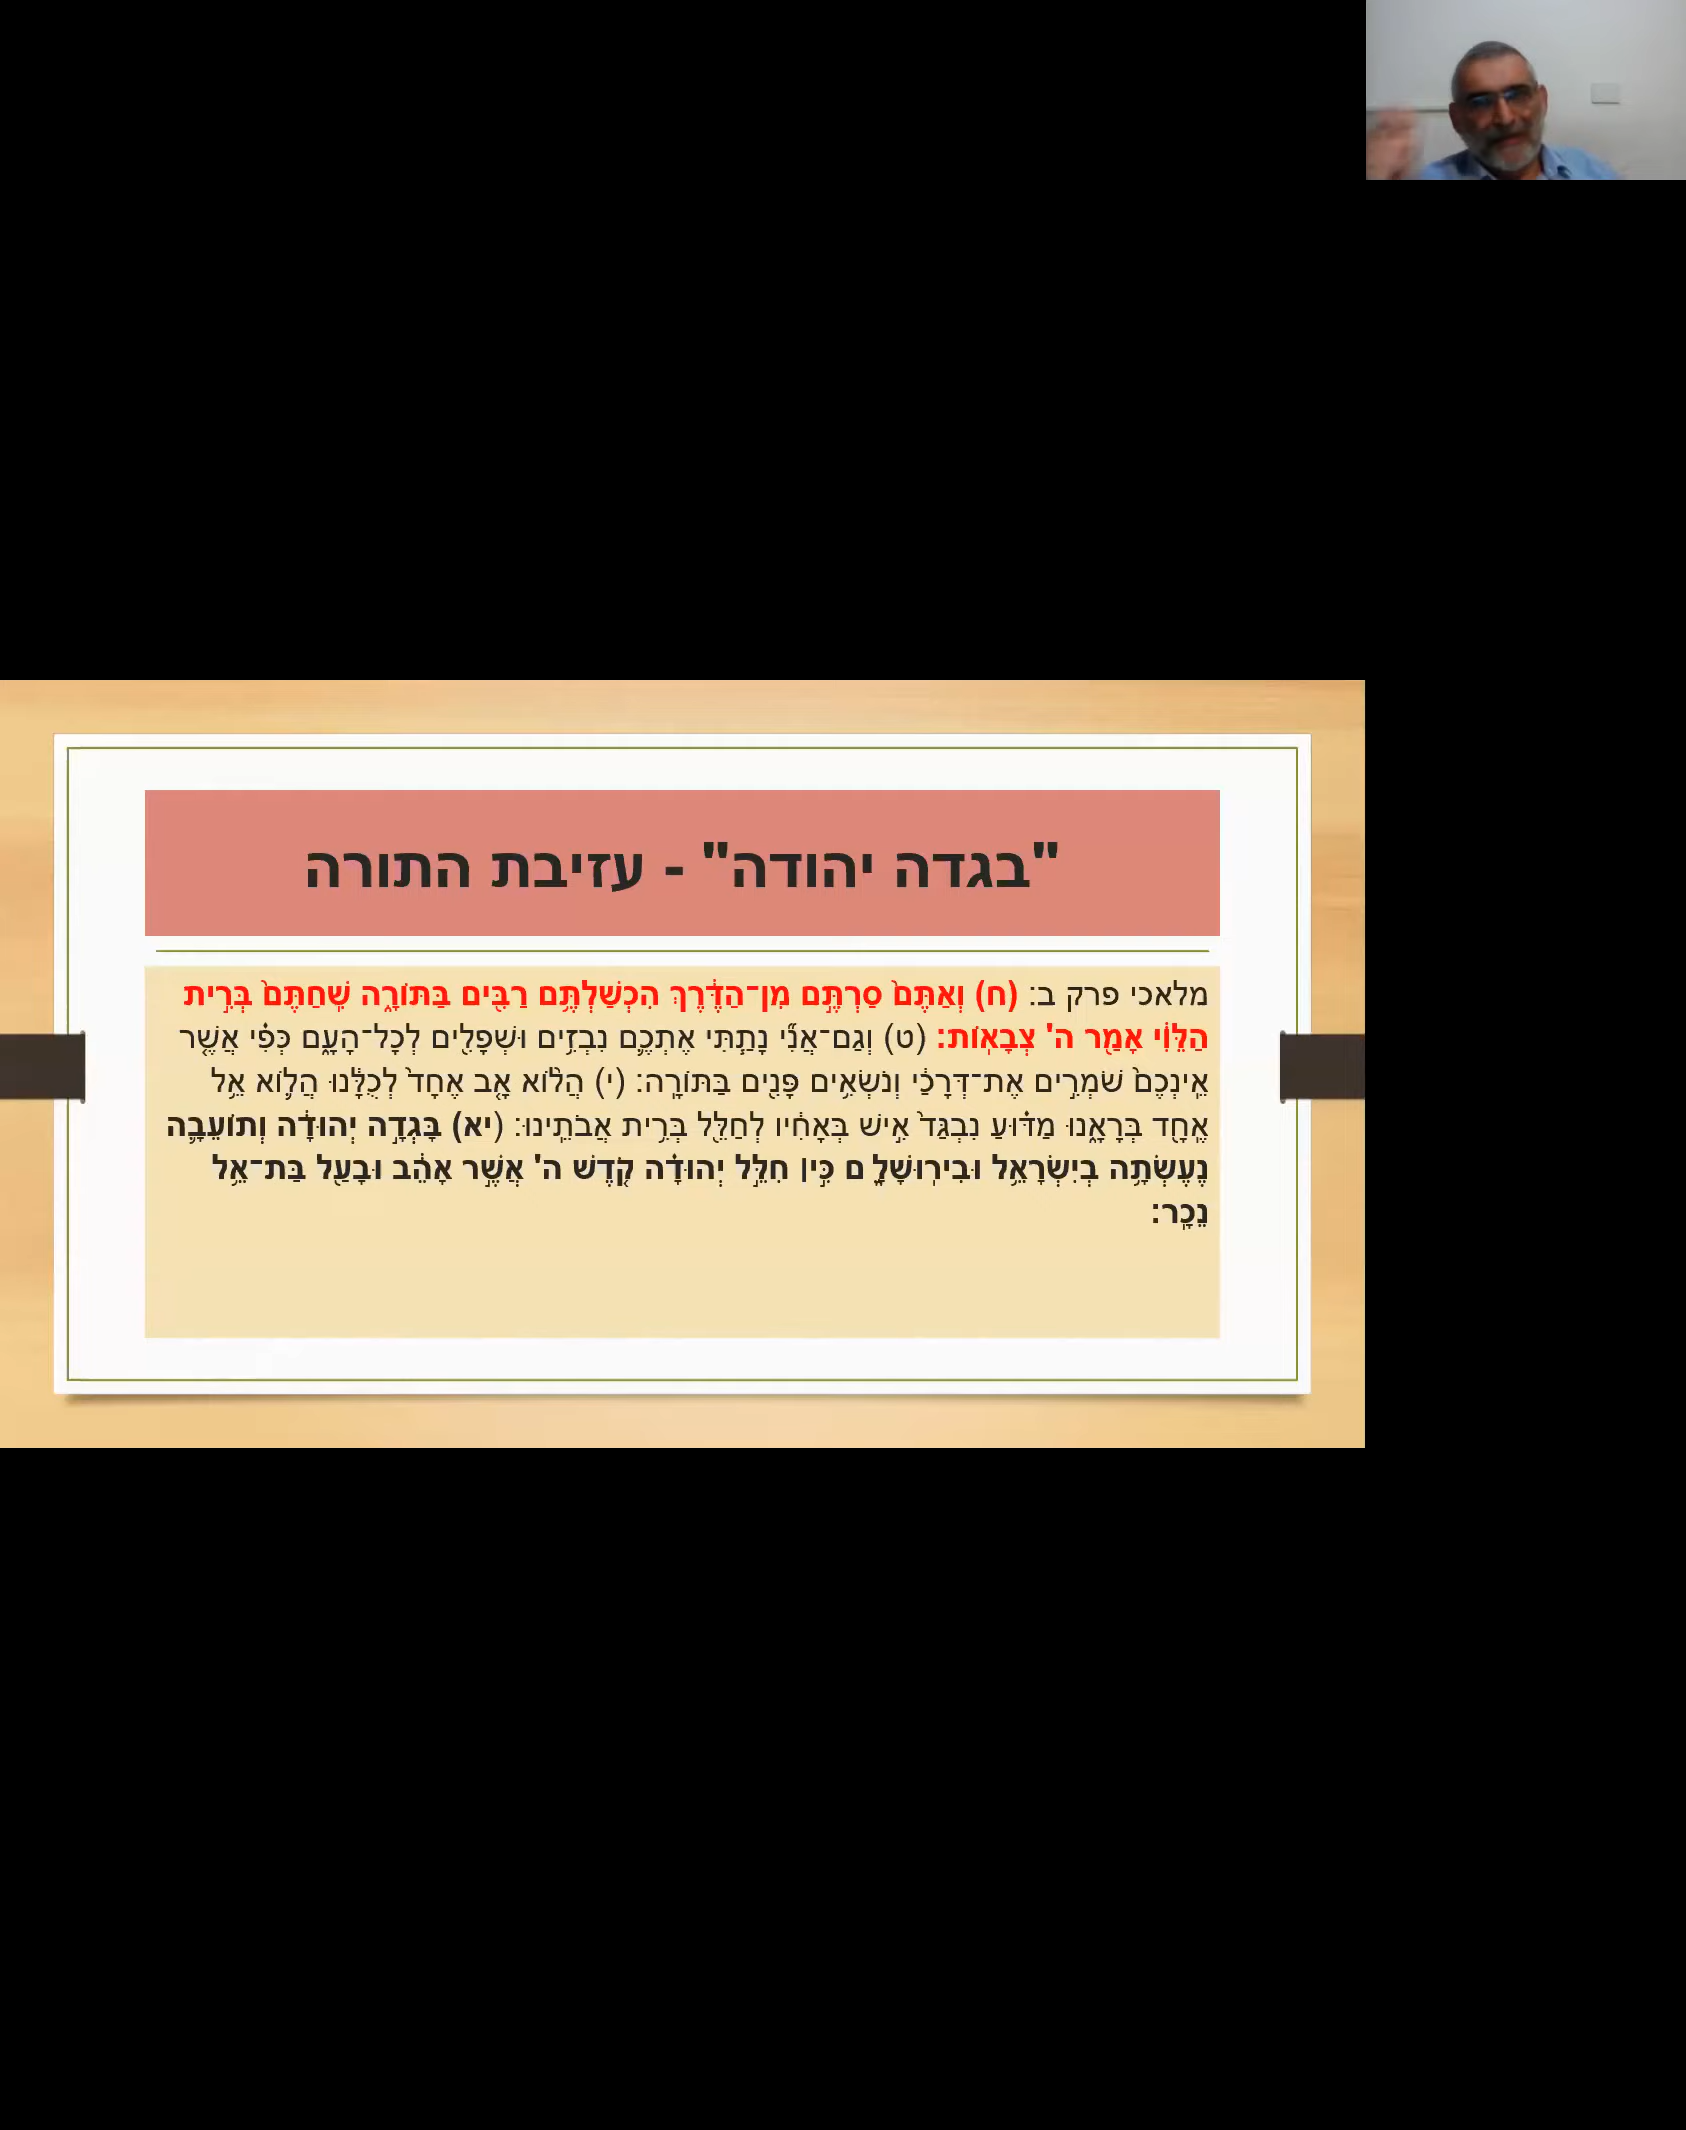 "בגדה יהודה" - עזיבת התורה
מלאכי פרק ב: (ח) וְאַתֶּם֙ סַרְתֶּ֣ם מִן־הַדֶּ֔רֶךְ הִכְשַׁלְתֶּ֥ם רַבִּ֖ים בַּתּוֹרָ֑ה שִֽׁחַתֶּם֙ בְּרִ֣ית
הַלֵּוִ֔י אָמַ֖ר ה' צְבָאֽוֹת׃ (ט) וְגַם־אֲנִ֞י נָתַ֧תִּי אֶתְכֶ֛ם נִבְזִ֥ים וּשְׁפָלִ֖ים לְכָל־הָעָ֑ם כְּפִ֗י אֲשֶׁ֤ר
אֵֽינְכֶם֙ שֹׁמְרִ֣ים אֶת־דְּרָכַ֔י וְנֹשְׂאִ֥ים פָּנִ֖ים בַּתּוֹרָֽה׃ (י) הֲל֨וֹא אָ֤ב אֶחָד֙ לְכֻלָּ֔נוּ הֲל֛וֹא אֵ֥ל
אֶחָ֖ד בְּרָאָ֑נוּ מַדּ֗וּעַ נִבְגַּד֙ אִ֣ישׁ בְּאָחִ֔יו לְחַלֵּ֖ל בְּרִ֥ית אֲבֹתֵֽינוּ׃ (יא) בָּגְדָ֣ה יְהוּדָ֔ה וְתוֹעֵבָ֛ה
נֶעֶשְׂתָ֥ה בְיִשְׂרָאֵ֖ל וּבִירֽוּשָׁלִָ֑ם כִּ֣י׀ חִלֵּ֣ל יְהוּדָ֗ה קֹ֤דֶשׁ ה' אֲשֶׁ֣ר אָהֵ֔ב וּבָעַ֖ל בַּת־אֵ֥ל
נֵכָֽר׃